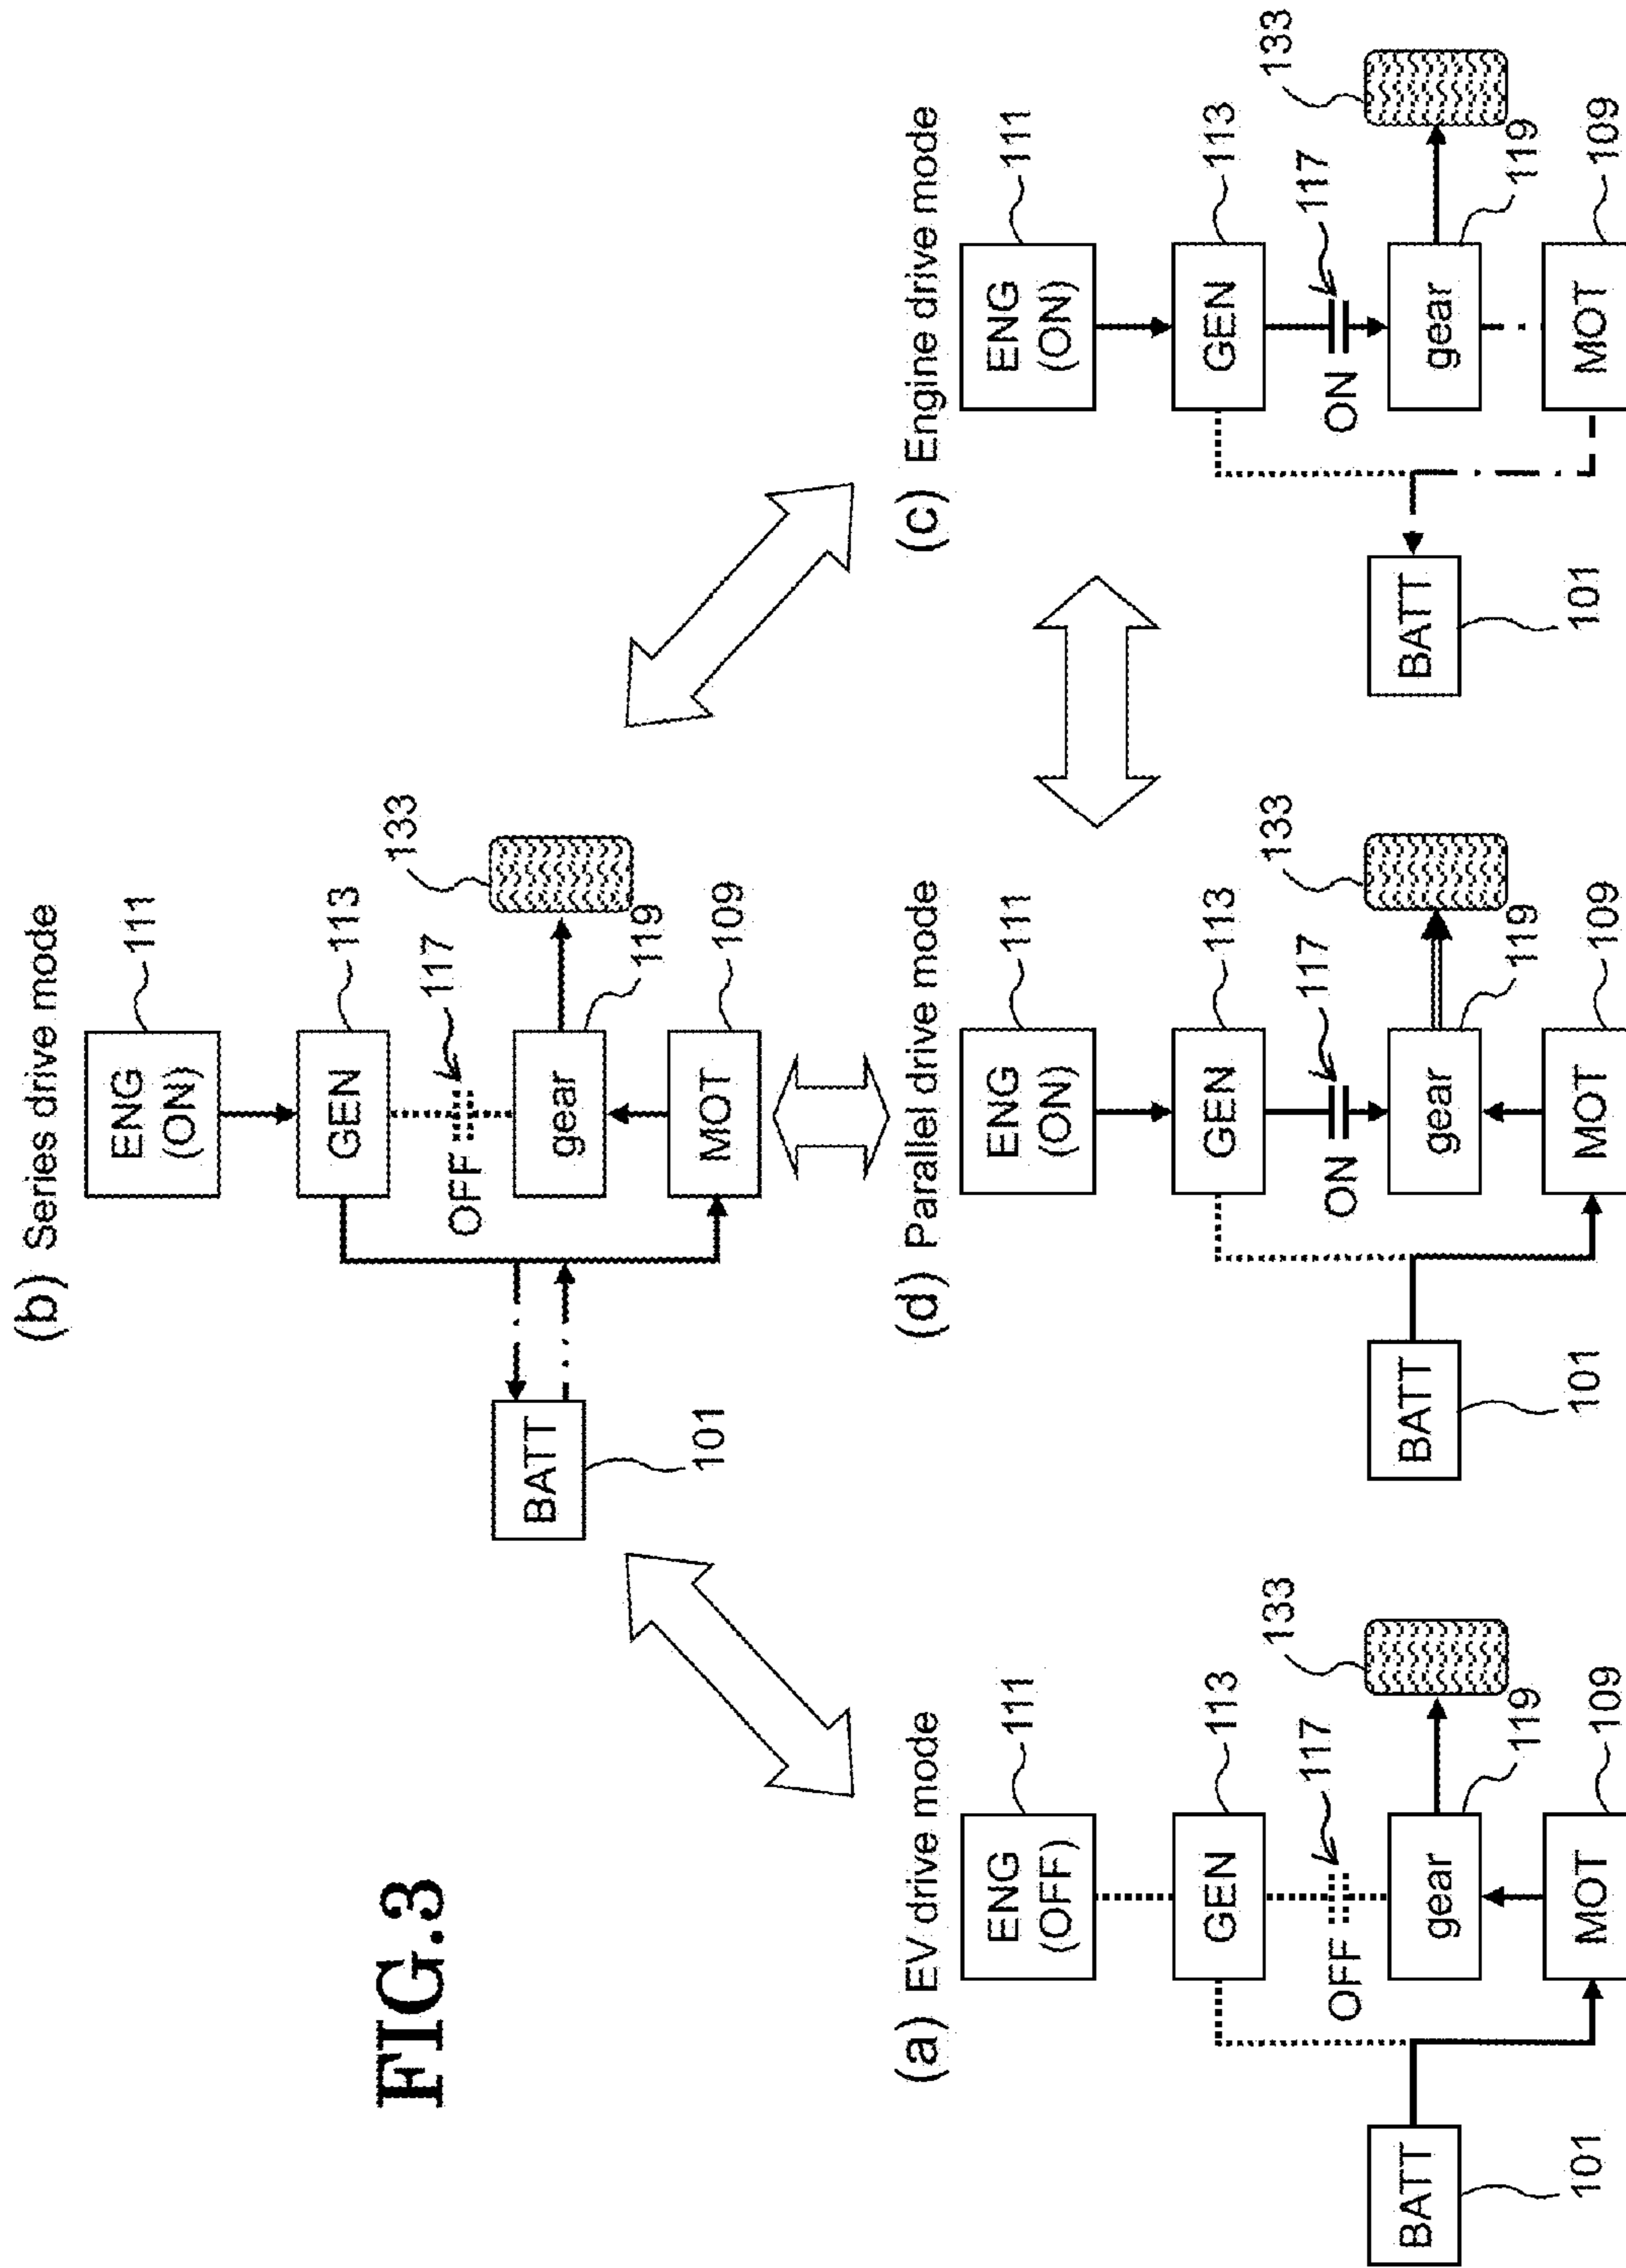 FIG.3
(b) Series drive mode
ENG
(ON)
111
GEN
113
OFF
117
133
gear
119
MOT
109
BATT
101
(a) EV drive mode
ENG
(OFF)
111
GEN
113
OFF
117
133
gear
119
MOT
109
BATT
101
(d) Parallel drive mode
ENG
(ON)
111
GEN
113
ON
117
133
gear
119
MOT
109
BATT
101
(c) Engine drive mode
ENG
(ON)
111
GEN
113
ON
117
133
gear
119
MOT
109
BATT
101